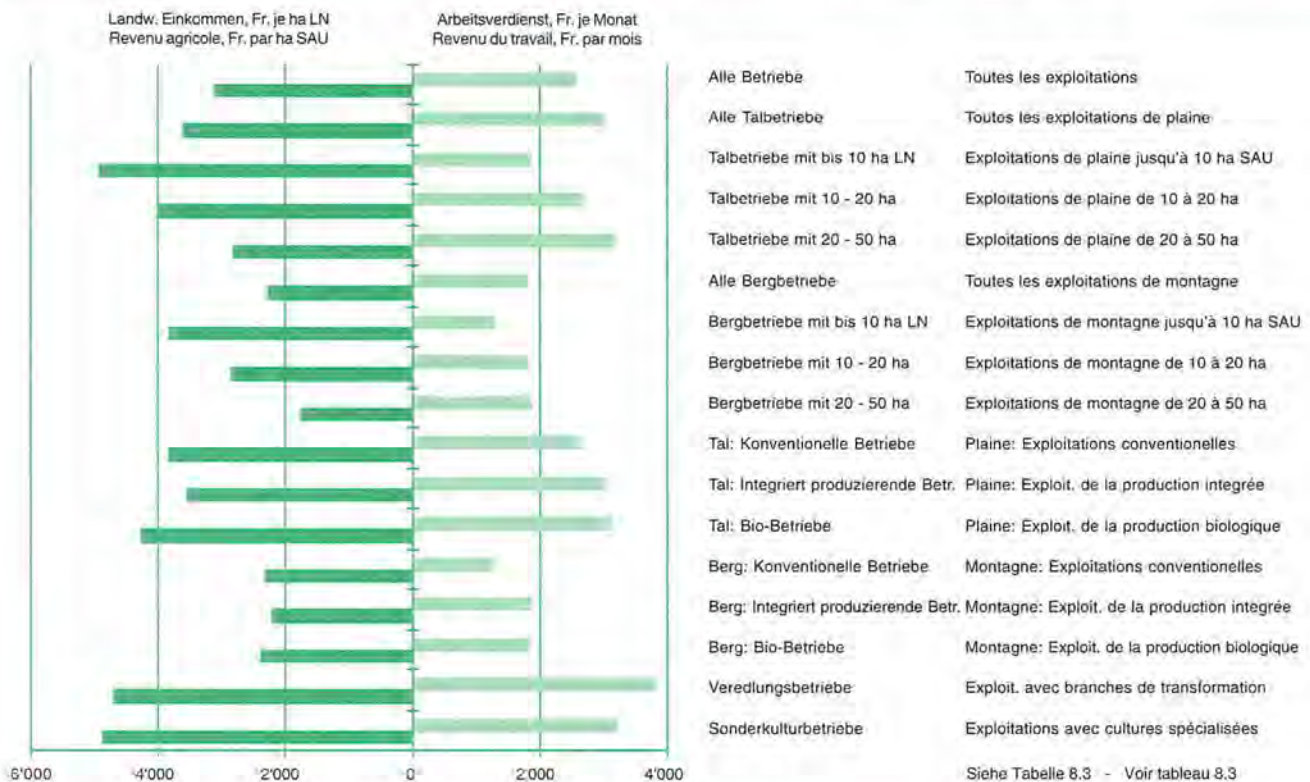 Landw. Einkommen, Fr. je ha LN Arbeitsverdienst, Fr. je Monat
Revenu agricole, Fr. par ha SAU Revenu du travail, Fr. par mois
Alle Betriebe Toutes les exploitations
Alle Talbetriebe Toutes les exploitations de plaine
Talbetriebe mit bis 10 ha LN Exploitations de plaine jusqu'à 10 ha SAU
Talbetriebe mit 10 - 20 ha Exploitations de plaine de 10 à 20 ha
Talbetriebe mit 20 - 50 ha Exploitations de plaine de 20 à 50 ha
Alle Bergbetriebe Toutes les exploitations de montagne
Bergbetriebe mit bis 10 ha LN Exploitations de montagne jusqu'à 10 ha SAU
Bergbetriebe mit 10 - 20 ha Exploitations de montagne de 10 à 20 ha
Bergbetriebe mit 20 - 50 ha Exploitations de montagne de 20 à 50 ha
Tal: Konventionelle Betriebe Plaine: Exploitations conventionelles
Tal: Integriert produzierende Betr. Plaine: Exploit. de la production integrée
Tal: Bio-Betriebe Plaine: Exploit. de la production biologique
Berg: Konventionelle Betriebe Montagne: Exploitations conventionelles
Berg: Integriert produzierende Betr. Montagne: Exploit. de la production integrée
Berg: Bio-Betriebe Montagne: Exploit. de la production biologique
Veredlungsbetriebe Exploit. avec branches de transformation
Sonderkulturbetriebe Exploitations avec cultures spécialisées
6'000 4'000 2'000 0 2'000 4'000
Siehe Tabelle 8.3 - Voir tableau 8.3